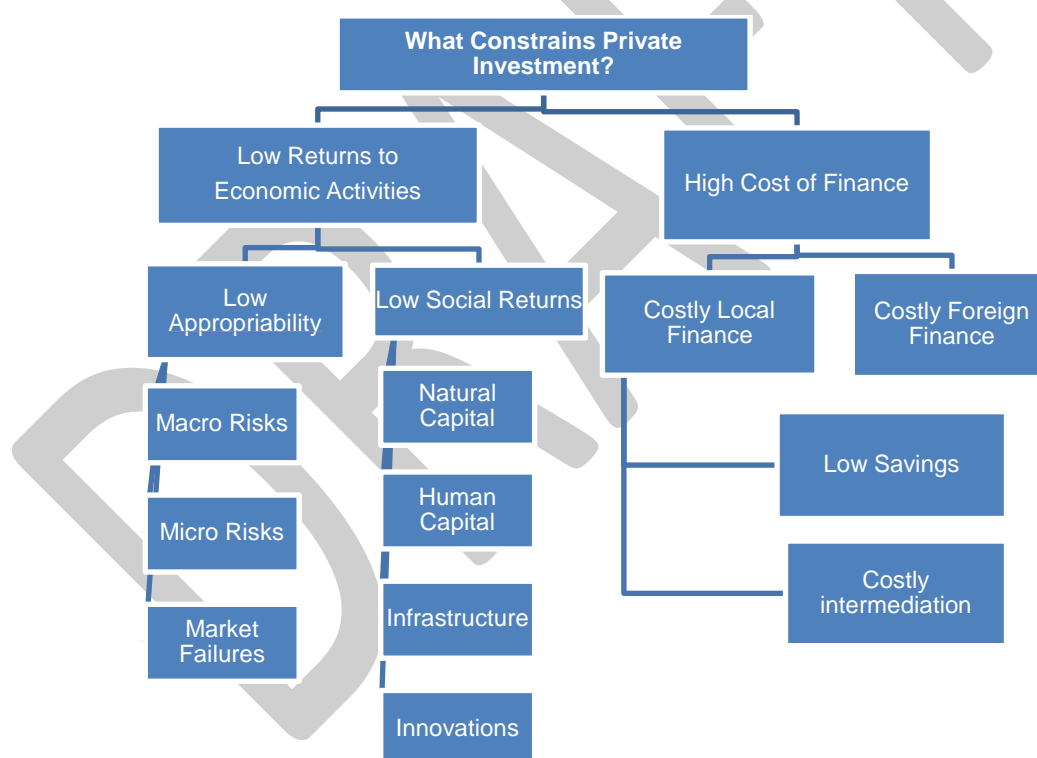 What Constrains Private
Investment?
Low Returns to
Economic Activities
High Cost of Finance
Low
Appropriability
Low Social Returns
Costly Local
Finance
Costly Foreign
Finance
Macro Risks
Natural
Capital
Low Savings
Micro Risks
Human
Capital
Costly
intermediation
Market
Failures
Infrastructure
Innovations